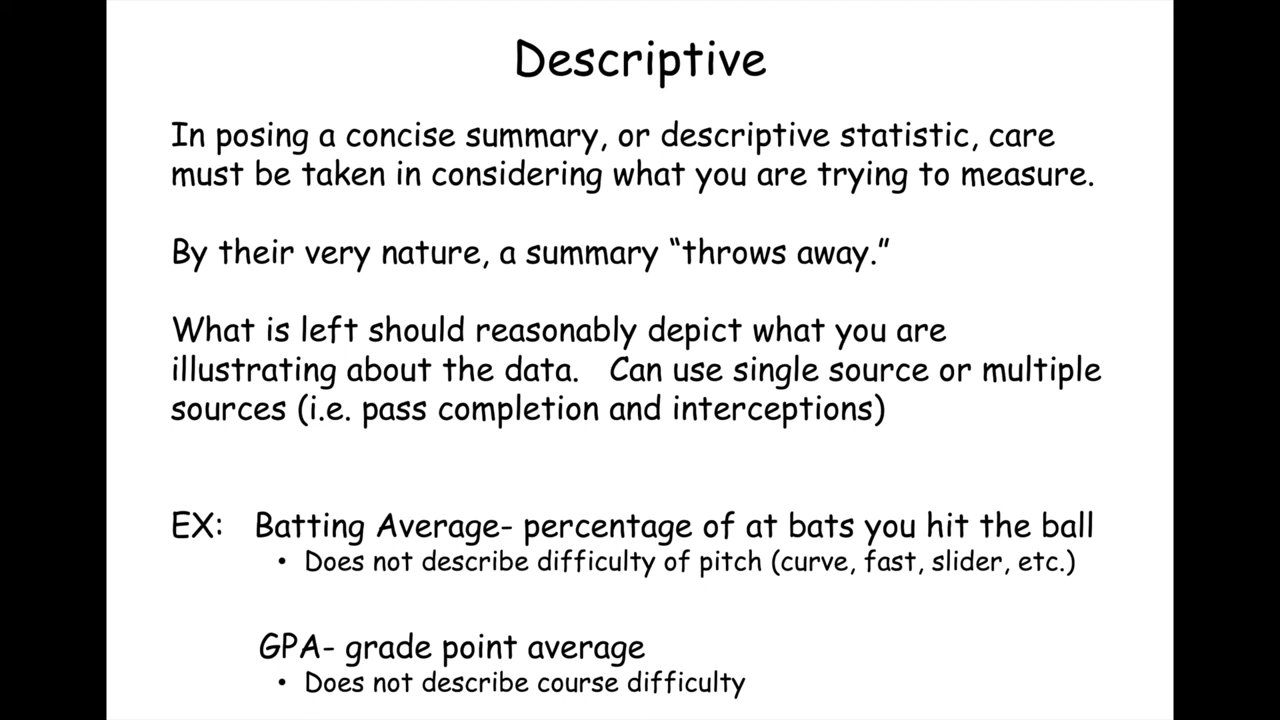 Descriptive
In posing a concise summary, or descriptive statistic, care
must be taken in considering what you are trying to measure.
By their very nature, a summary “throws away.”
What is left should reasonably depict what you are
illustrating about the data.   Can use single source or multiple
sources (i.e. pass completion and interceptions)
EX:   Batting Average- percentage of at bats you hit the ball
• Does not describe difficulty of pitch (curve, fast, slider, etc.)
GPA- grade point average
• Does not describe course difficulty